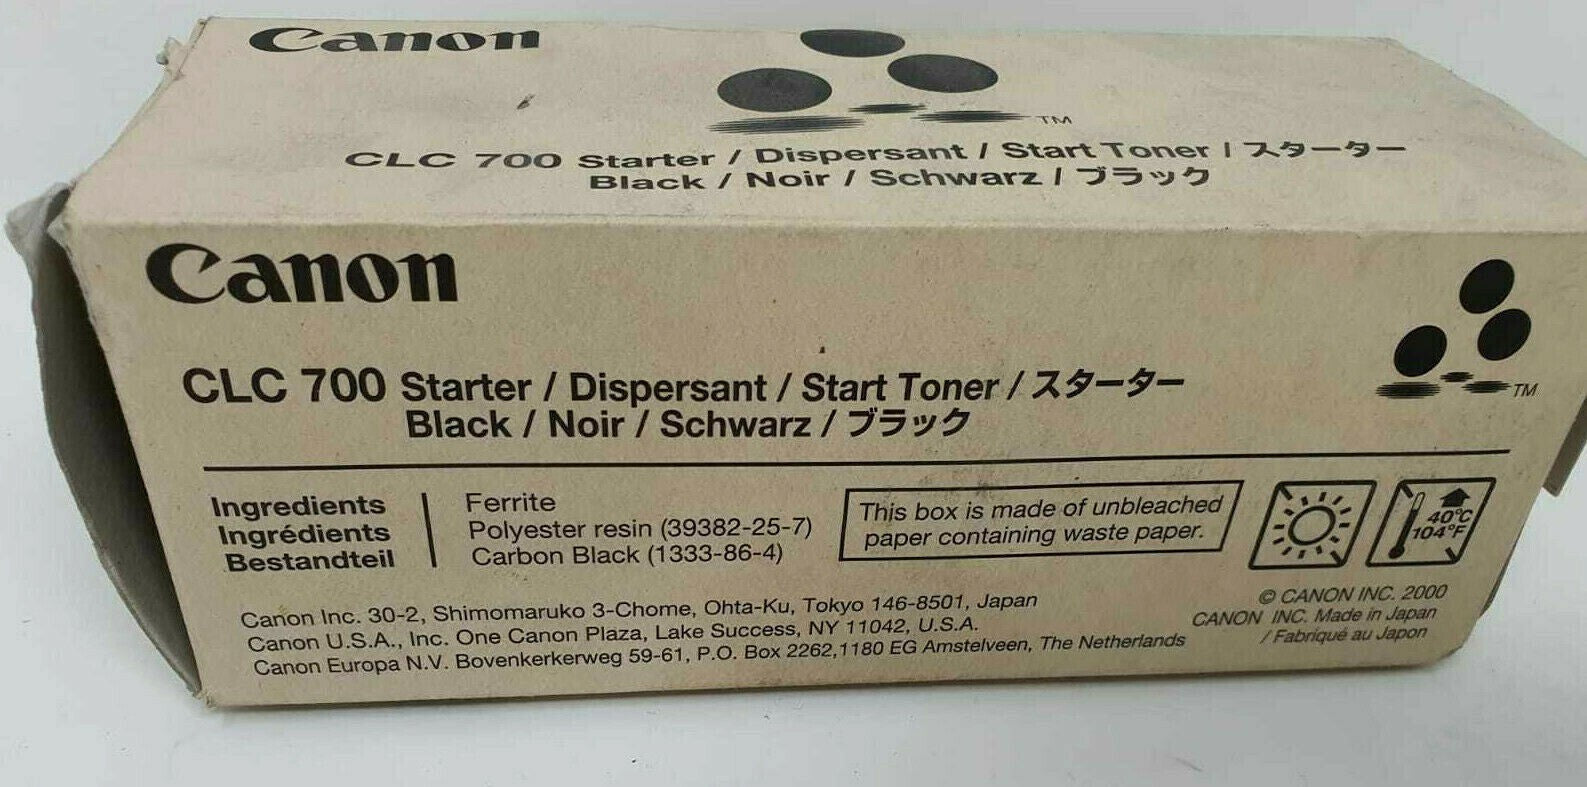 Canon
TM
CLC 700 Starter / Dispersant / Start Toner / スターター
Black / Noir / Schwarz / ブラック
Canon
CLC 700 Starter / Dispersant / Start Toner / スターター
Black / Noir / Schwarz / ブラック
TM
Ingredients
Ingrédients
Bestandteil
Ferrite
Polyester resin (39382-25-7)
Carbon Black (1333-86-4)
This box is made of unbleached
paper containing waste paper.
40°C
104°F
Canon Inc. 30-2, Shimomaruko 3-Chome, Ohta-Ku, Tokyo 146-8501, Japan
Canon U.S.A., Inc. One Canon Plaza, Lake Success, NY 11042, U.S.A.
Canon Europa N.V. Bovenkerkerweg 59-61, P.O. Box 2262,1180 EG Amstelveen, The Netherlands
© CANON INC. 2000
CANON INC. Made in Japan
/ Fabriqué au Japon